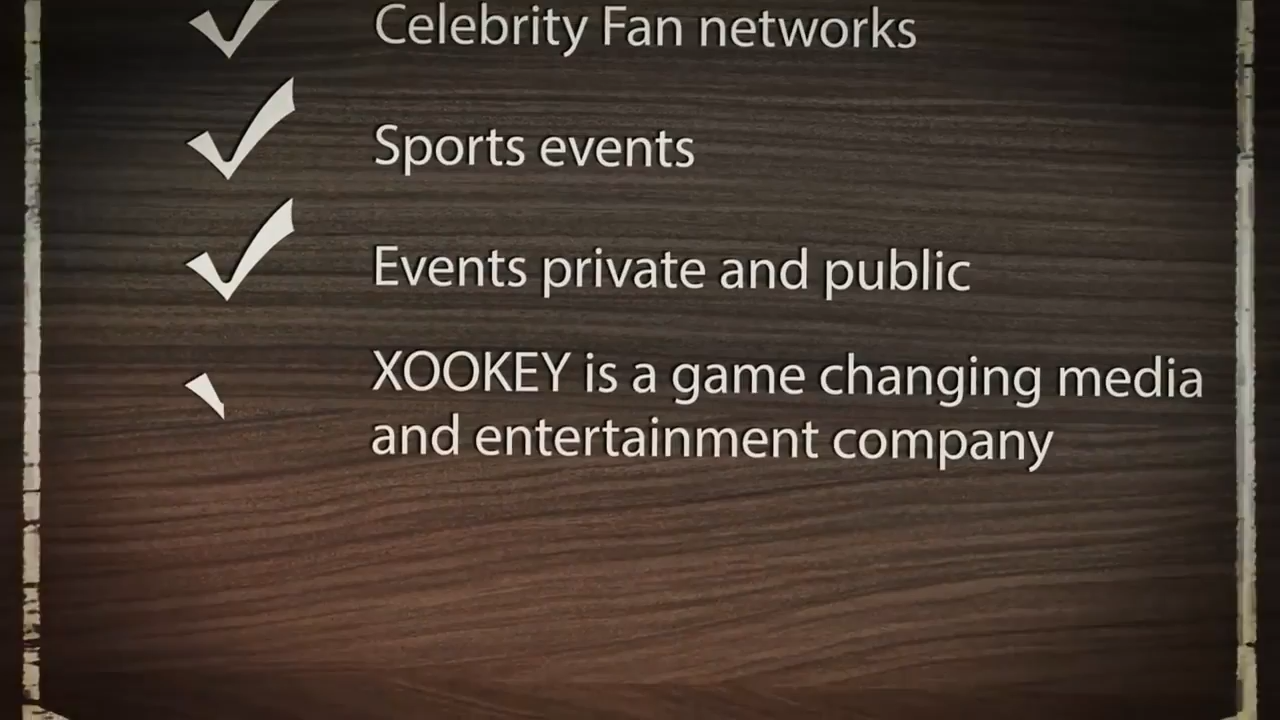 Celebrity Fan networks
Sports events
Events private and public
XOOKEY is a game changing media
and entertainment company